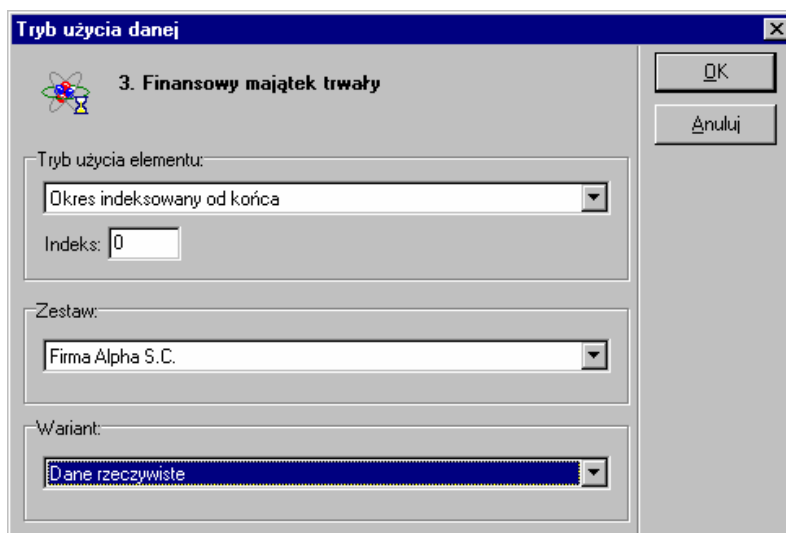 Tryb użycia danej
3. Finansowy majątek trwały
OK
Anuluj
Tryb użycia elementu:
Okres indeksowany od końca
Indeks: 0
Zestaw:
Firma Alpha S.C.
Wariant:
Dane rzeczywiste